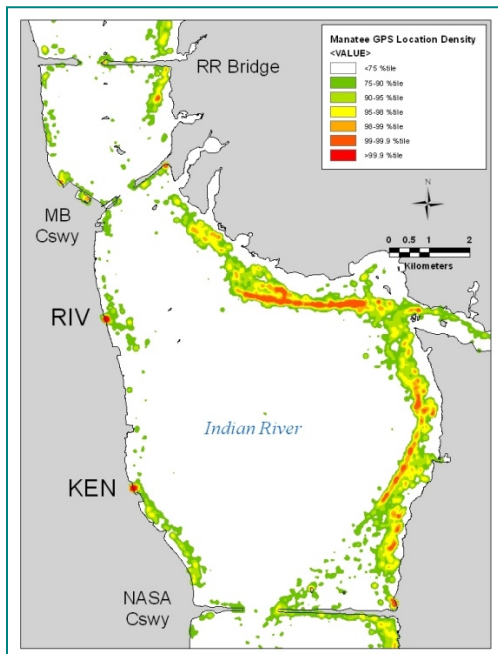 Manatee GPS Location Density
<VALUE>
<75 %tile
75-90 %tile
90-95 %tile
95-98 %tile
98-99 %tile
99-99.9 %tile
>99.9 %tile
RR Bridge
N
MB
Cswy
0 0.5 1 2
Kilometers
RIV
Indian River
KEN
NASA
Cswy